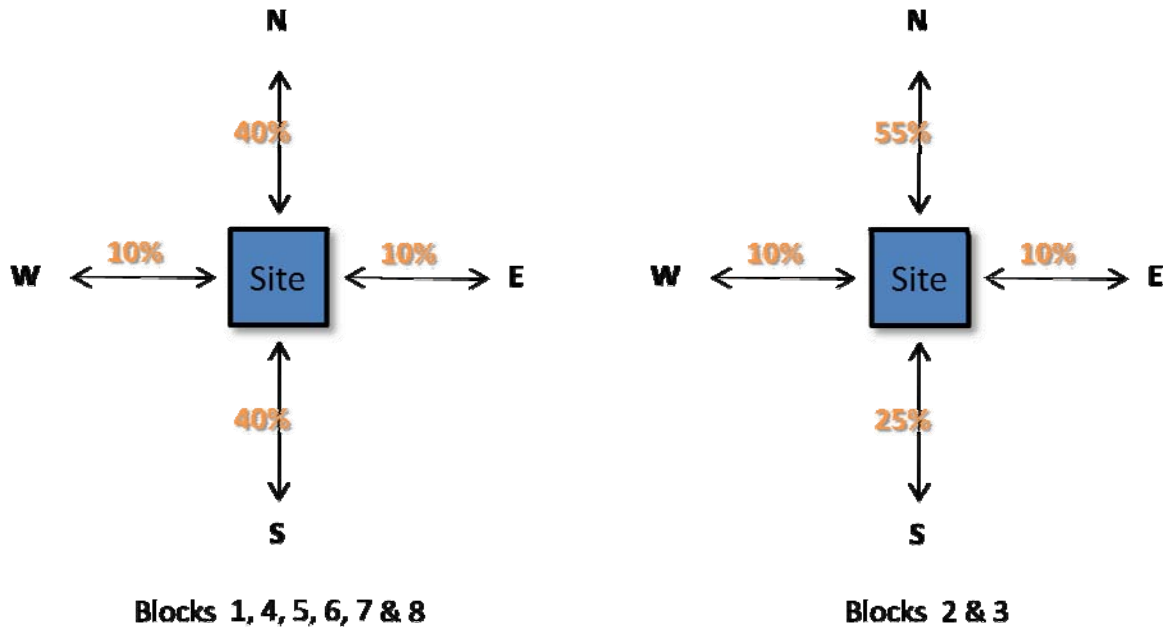 N
40%
W
10%
Site
10%
E
40%
S
Blocks 1, 4, 5, 6, 7 & 8
N
55%
W
10%
Site
10%
E
25%
S
Blocks 2 & 3